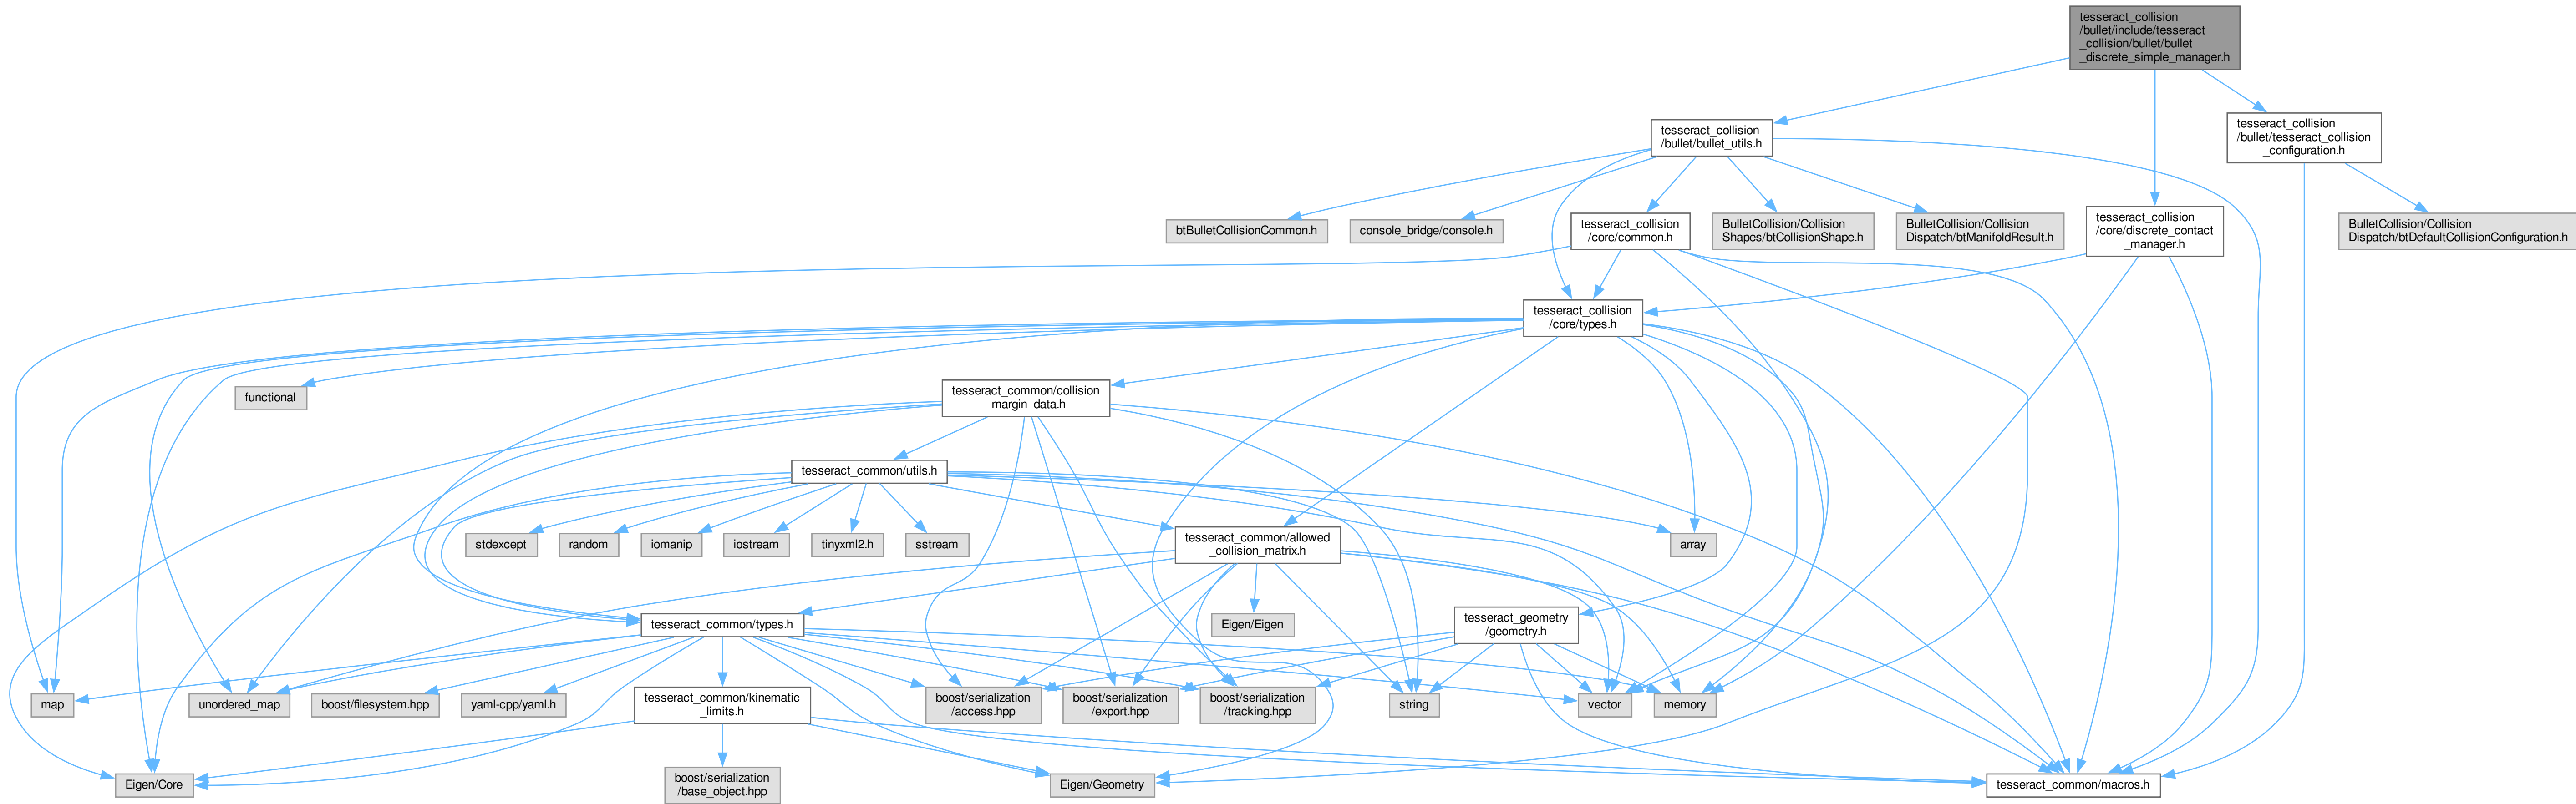 tesseract_collision
/bullet/include/tesseract
_collision/bullet/bullet
_discrete_simple_manager.h
tesseract_collision
/bullet/bullet_utils.h
tesseract_collision
/bullet/tesseract_collision
_configuration.h
btBulletCollisionCommon.h
console_bridge/console.h
tesseract_collision
/core/common.h
BulletCollision/Collision
Shapes/btCollisionShape.h
BulletCollision/Collision
Dispatch/btManifoldResult.h
tesseract_collision
/core/discrete_contact
_manager.h
BulletCollision/Collision
Dispatch/btDefaultCollisionConfiguration.h
tesseract_collision
/core/types.h
functional
tesseract_common/collision
_margin_data.h
tesseract_common/utils.h
stdexcept
random
iomanip
iostream
tinyxml2.h
sstream
tesseract_common/allowed
_collision_matrix.h
array
tesseract_common/types.h
Eigen/Eigen
tesseract_geometry
/geometry.h
map
unordered_map
boost/filesystem.hpp
yaml-cpp/yaml.h
tesseract_common/kinematic
_limits.h
boost/serialization
/access.hpp
boost/serialization
/export.hpp
boost/serialization
/tracking.hpp
string
vector
memory
Eigen/Core
boost/serialization
/base_object.hpp
Eigen/Geometry
tesseract_common/macros.h